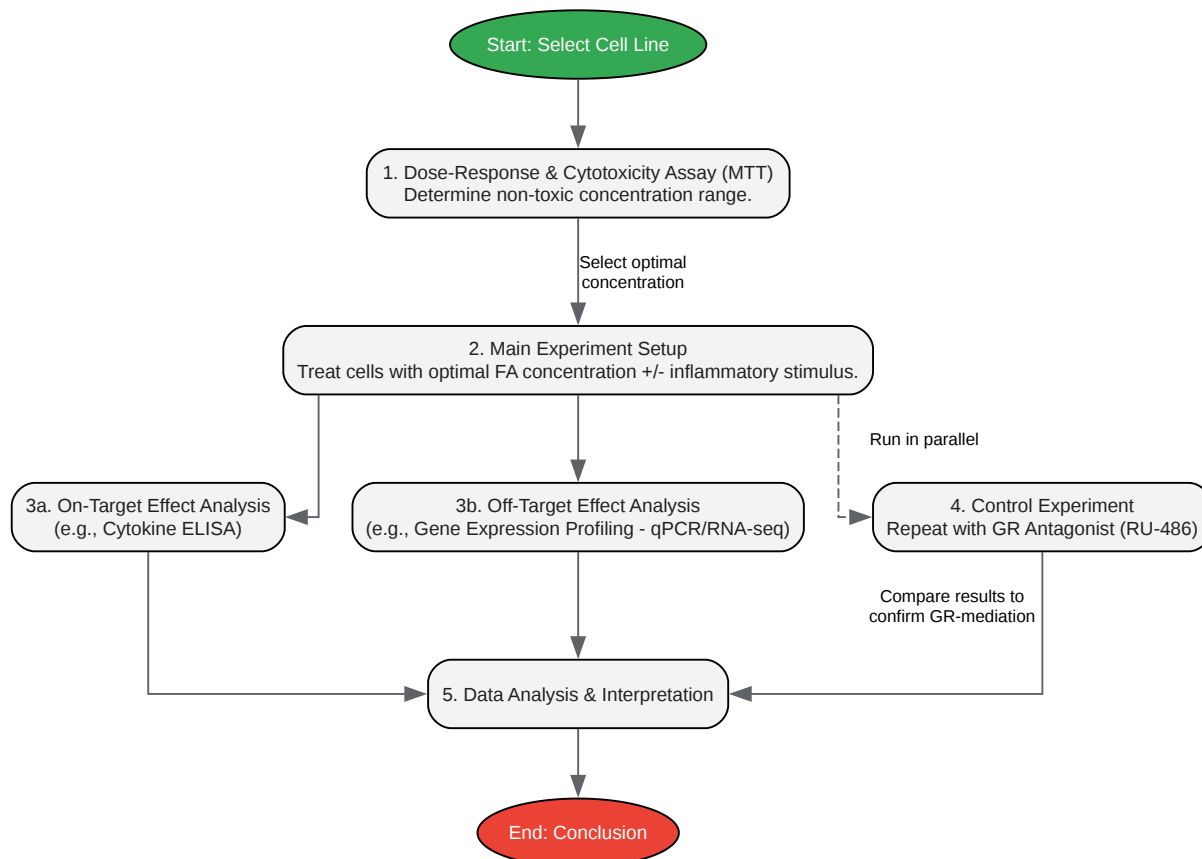 Start: Select Cell Line
1. Dose-Response & Cytotoxicity Assay (MTT)
Determine non-toxic concentration range.
Select optimal
concentration
2. Main Experiment Setup
Treat cells with optimal FA concentration +/- inflammatory stimulus.
Run in parallel
3a. On-Target Effect Analysis
(e.g., Cytokine ELISA)
3b. Off-Target Effect Analysis
(e.g., Gene Expression Profiling - qPCR/RNA-seq)
4. Control Experiment
Repeat with GR Antagonist (RU-486)
Compare results to
confirm GR-mediation
5. Data Analysis & Interpretation
End: Conclusion